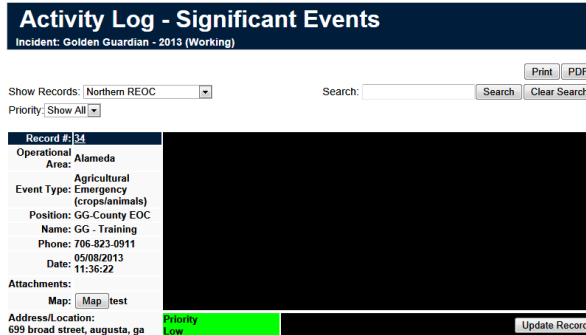 Activity Log - Significant Events
Incident: Golden Guardian - 2013 (Working)
Print PDF
Show Records: Northern REOC Search: Search Clear Search
Priority: Show All
Record #: 34
Operational Area: Alameda
Event Type: Agricultural Emergency (crops/animals)
Position: GG-County EOC
Name: GG - Training
Phone: 706-823-0911
Date: 05/08/2013 11:36:22
Attachments:
Map: Map test
Address/Location:
699 broad street, augusta, ga
Priority
Low
Update Record